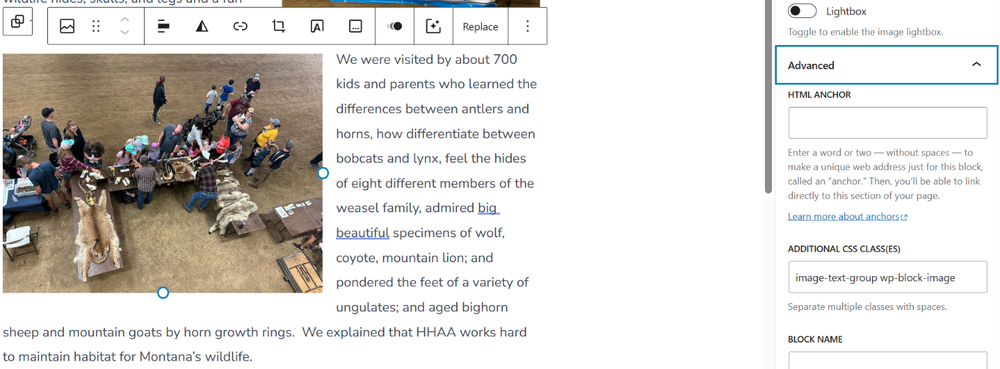 wildlife hides, skulls, and legs and a fun
Replace
We were visited by about 700
kids and parents who learned the
differences between antlers and
horns, how differentiate between
bobcats and lynx, feel the hides
of eight different members of the
weasel family, admired big
beautiful specimens of wolf,
coyote, mountain lion; and
pondered the feet of a variety of
ungulates; and aged bighorn
sheep and mountain goats by horn growth rings.  We explained that HHAA works hard
to maintain habitat for Montana’s wildlife.
Lightbox
Toggle to enable the image lightbox.
Advanced
HTML ANCHOR
Enter a word or two — without spaces — to
make a unique web address just for this block,
called an “anchor.” Then, you’ll be able to link
directly to this section of your page.
Learn more about anchors
ADDITIONAL CSS CLASS(ES)
image-text-group wp-block-image
Separate multiple classes with spaces.
BLOCK NAME